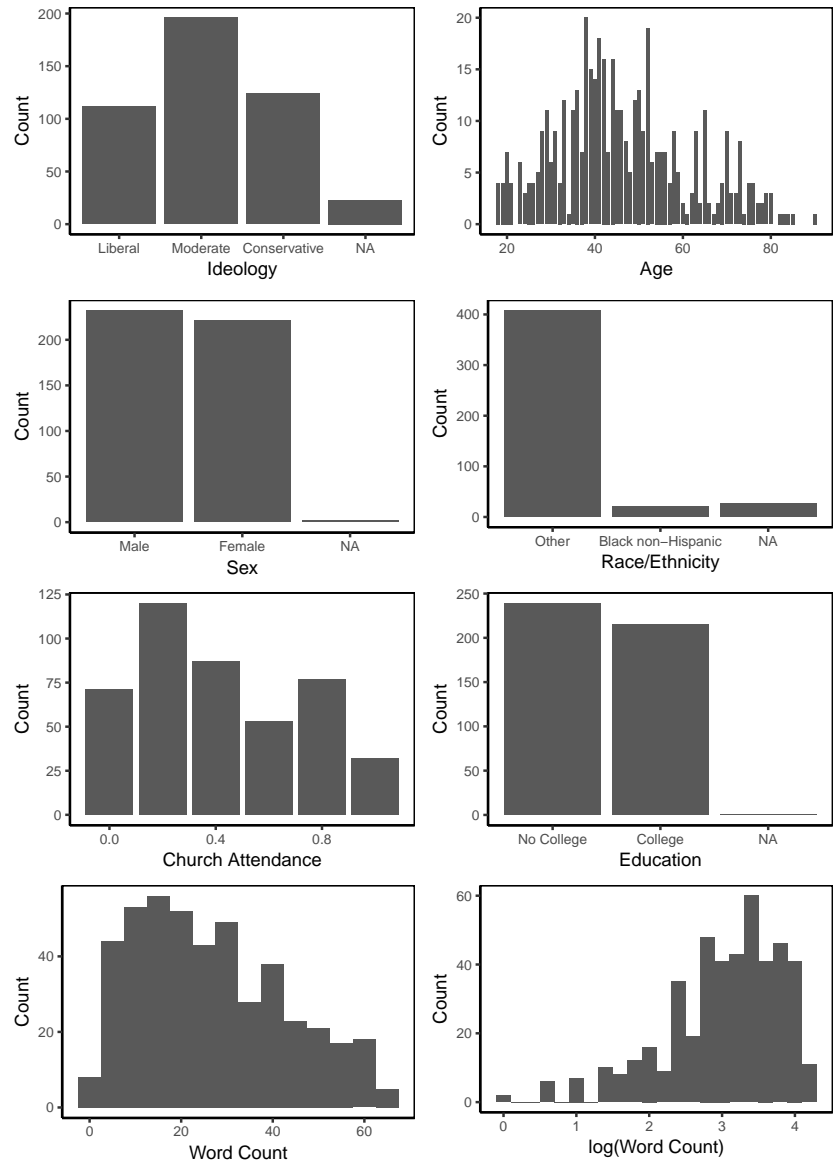 200
150
100
50
0
Count
Liberal Moderate Conservative NA
Ideology
20
15
10
5
0
Count
20 40 60 80
Age
200
150
100
50
0
Count
Male Female NA
Sex
400
300
200
100
0
Count
Other Black non−Hispanic NA
Race/Ethnicity
125
100
75
50
25
0
Count
0.0 0.4 0.8
Church Attendance
250
200
150
100
50
0
Count
No College College NA
Education
40
20
0
Count
0 20 40 60
Word Count
60
40
20
0
Count
0 1 2 3 4
log(Word Count)